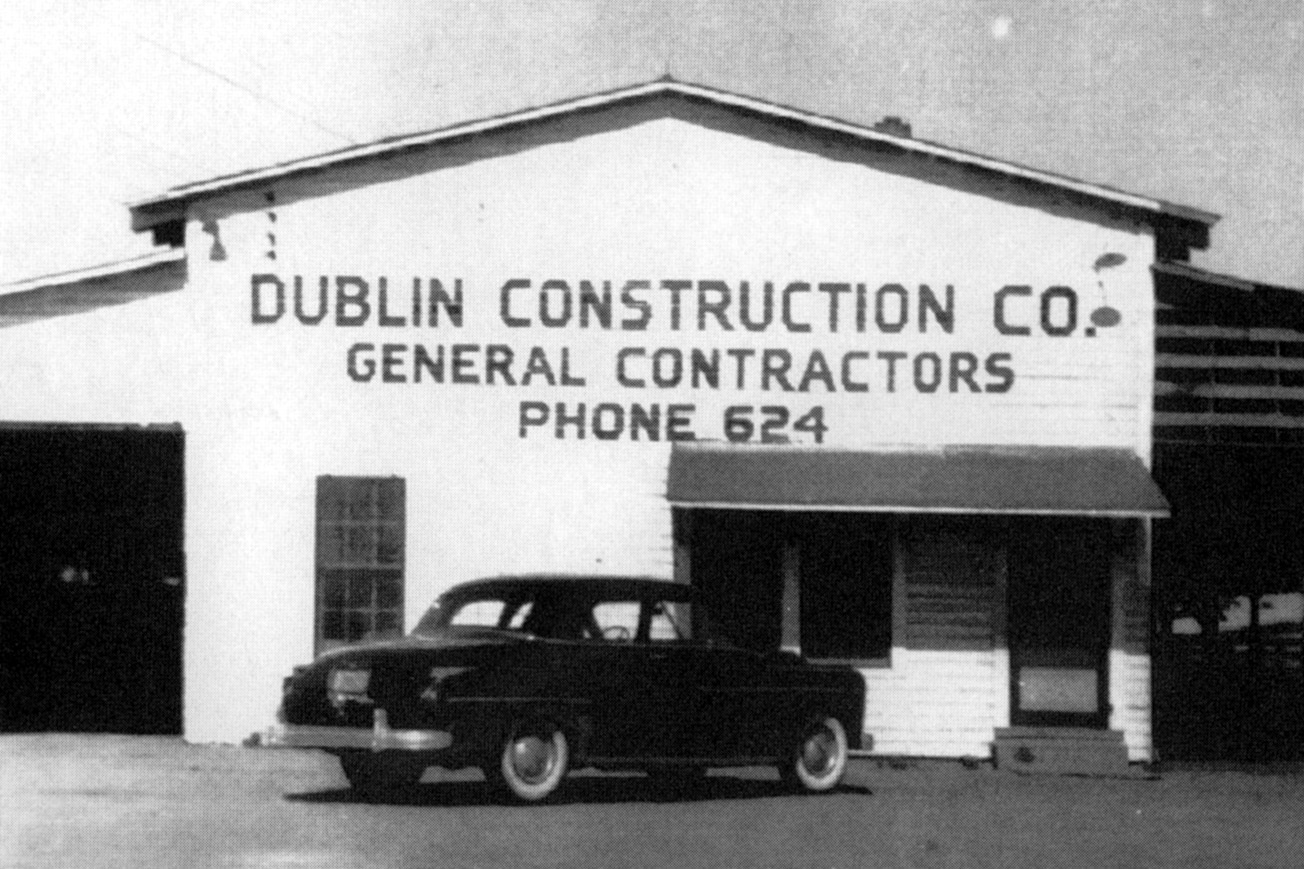 DUBLIN CONSTRUCTION CO.
GENERAL CONTRACTORS
PHONE 624